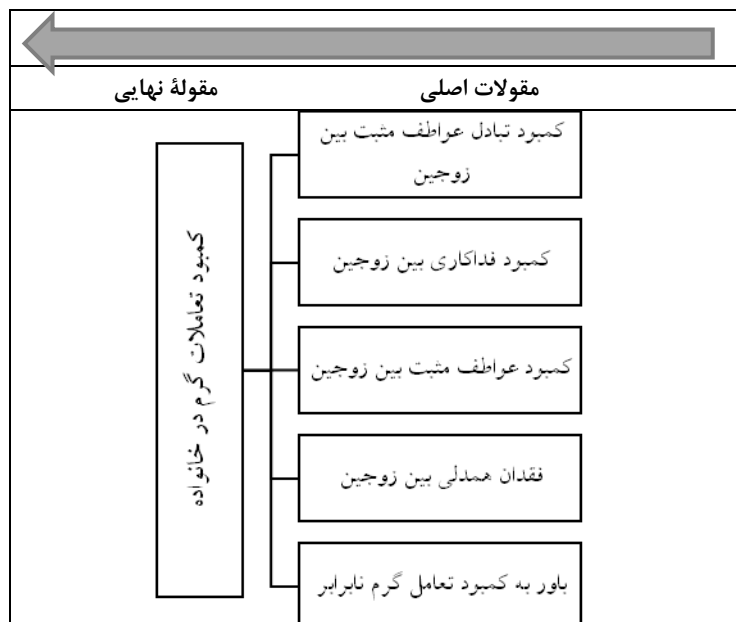 مقولات اصلی
مقولهٔ نهایی
کمبود تبادل عواطف مثبت بین
زوجین
کمبود فداکاری بین زوجین
کمبرد عواطف مثبت بین زوجین
فقدان همدلی بین زوجین
باور به کمبود تعامل گرم نابرابر
کمبود تعاملات گرم در خانواده